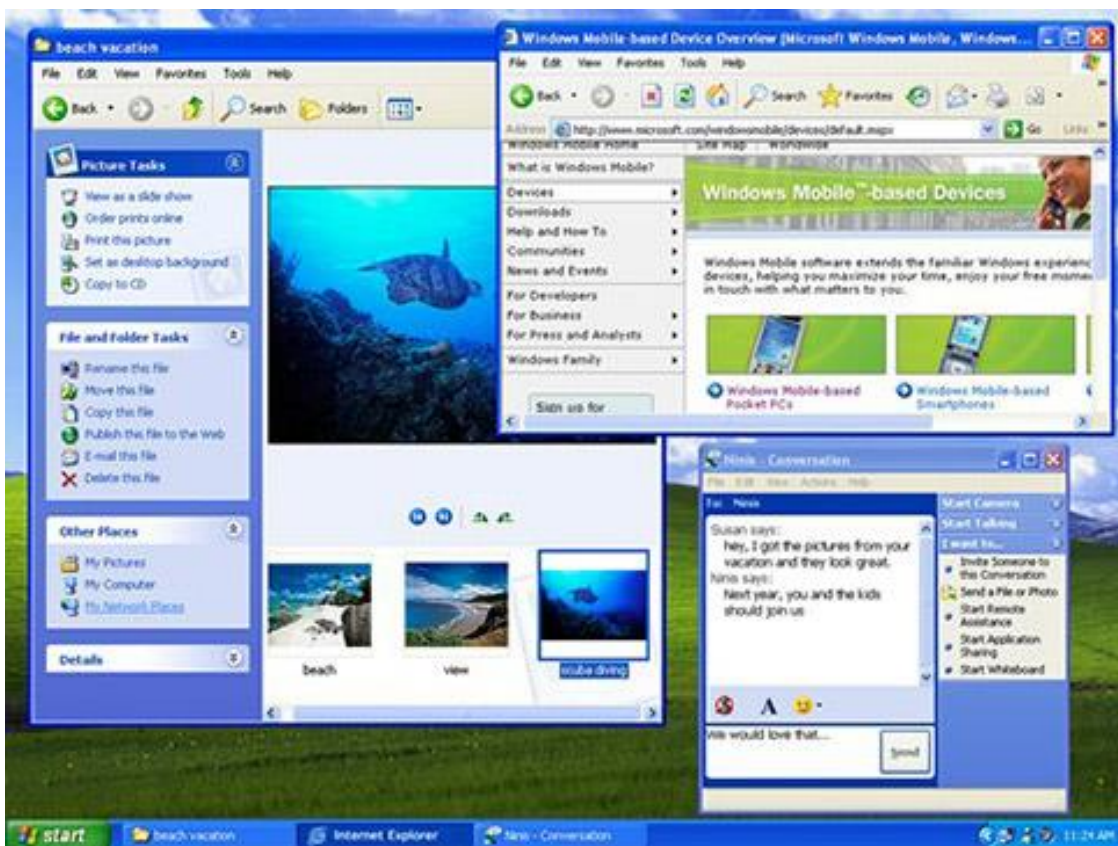 beach vacation
File Edit View Favorites Tools Help
Back Search Folders
Picture Tasks
View as a slide show
Order prints online
Print this picture
Set as desktop background
Copy to CD
File and Folder Tasks
Rename this file
Move this file
Copy this file
Publish this file to the Web
E-mail this file
Delete this file
Other Places
My Pictures
My Computer
My Network Places
Details
beach view scuba diving
Windows Mobile-based Device Overview (Microsoft Windows Mobile, Windows...
File Edit View Favorites Tools Help
Back Search Favorites
Address http://www.microsoft.com/windowsmobile/devices/default.mspx Go Links
Windows Mobile Home Site Map Worldwide
What is Windows Mobile?
Devices
Downloads
Help and How To
Communities
News and Events
For Developers
For Business
For Press and Analysts
Windows Family
Sign up for
Windows Mobile™-based Devices
Windows Mobile software extends the familiar Windows experienc
devices, helping you maximize your time, enjoy your free momen
in touch with what matters to you.
Windows Mobile-based
Pocket PCs
Windows Mobile-based
Smartphones
Ninis - Conversation
File Edit View Actions Help
To: Ninis
Susan says:
hey, I got the pictures from your
vacation and they look great.
Ninis says:
Next year, you and the kids
should join us
A
We would love that...
Send
Start Camera
Start Talking
I want to...
Invite Someone to
this Conversation
Send a File or Photo
Start Remote
Assistance
Start Application
Sharing
Start Whiteboard
start beach vacation Internet Explorer Ninis - Conversation 11:24 AM